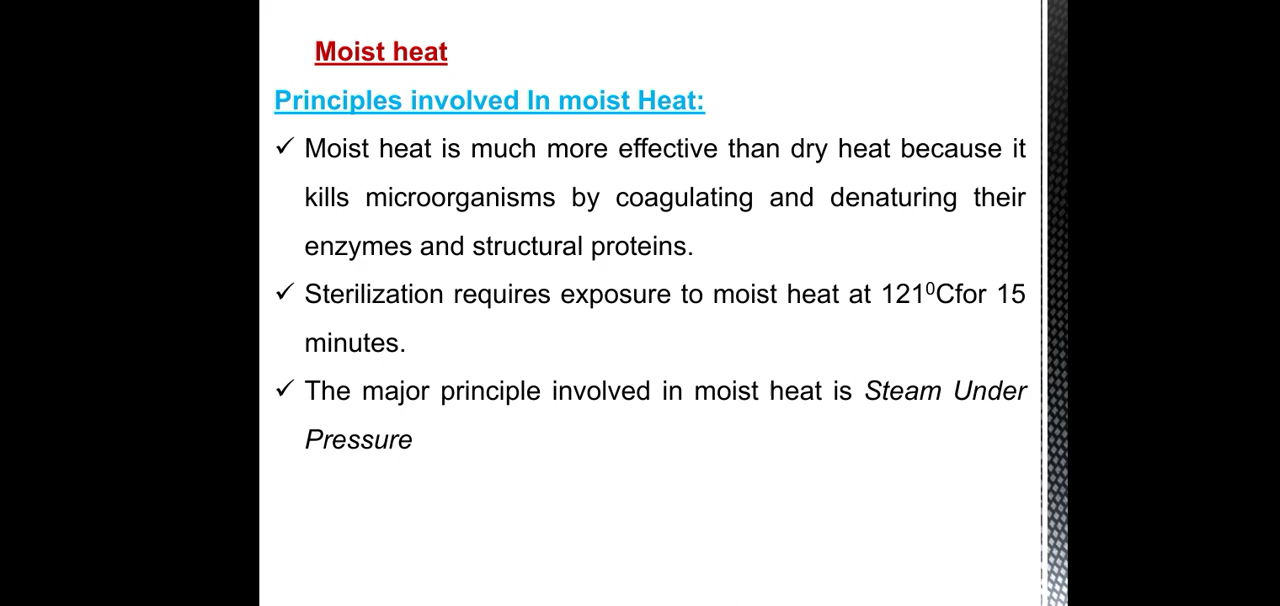 Moist heat
Principles involved In moist Heat:
✓ Moist heat is much more effective than dry heat because it
kills microorganisms by coagulating and denaturing their
enzymes and structural proteins.
✓ Sterilization requires exposure to moist heat at 121⁰Cfor 15
minutes.
✓ The major principle involved in moist heat is Steam Under
Pressure